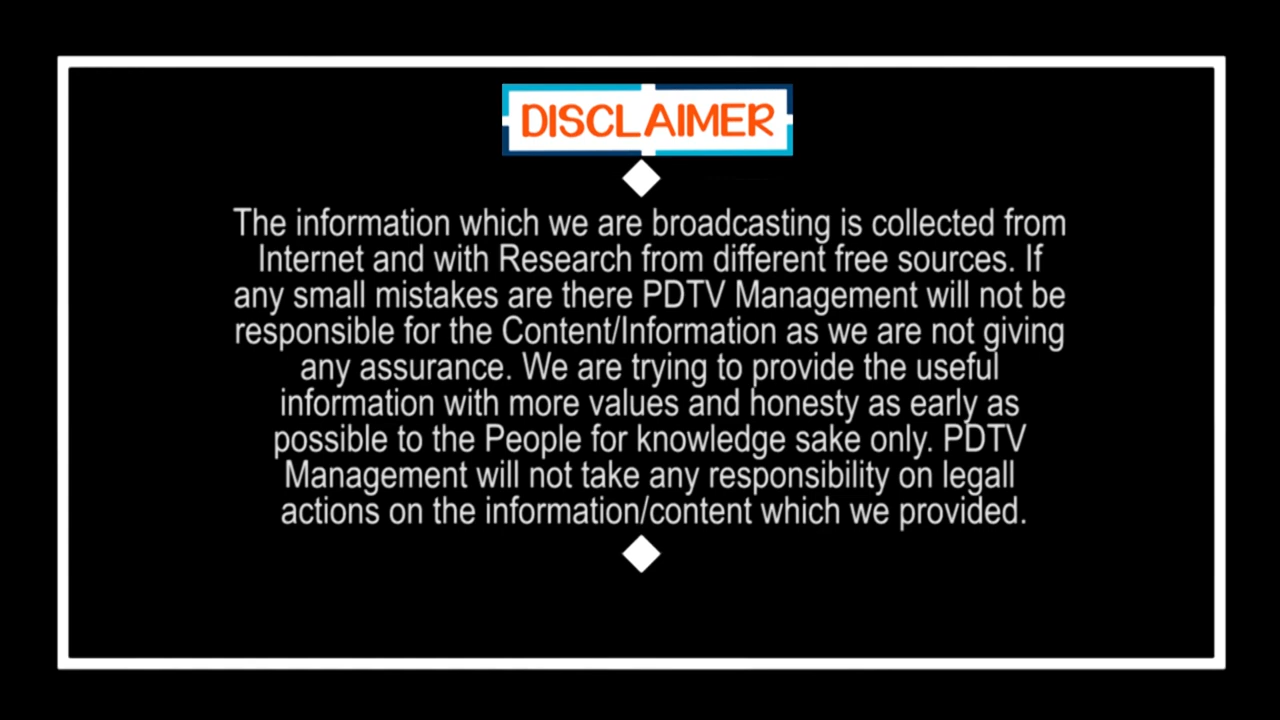 DISCLAIMER
The information which we are broadcasting is collected from
Internet and with Research from different free sources. If
any small mistakes are there PDTV Management will not be
responsible for the Content/Information as we are not giving
any assurance. We are trying to provide the useful
information with more values and honesty as early as
possible to the People for knowledge sake only. PDTV
Management will not take any responsibility on legall
actions on the information/content which we provided.